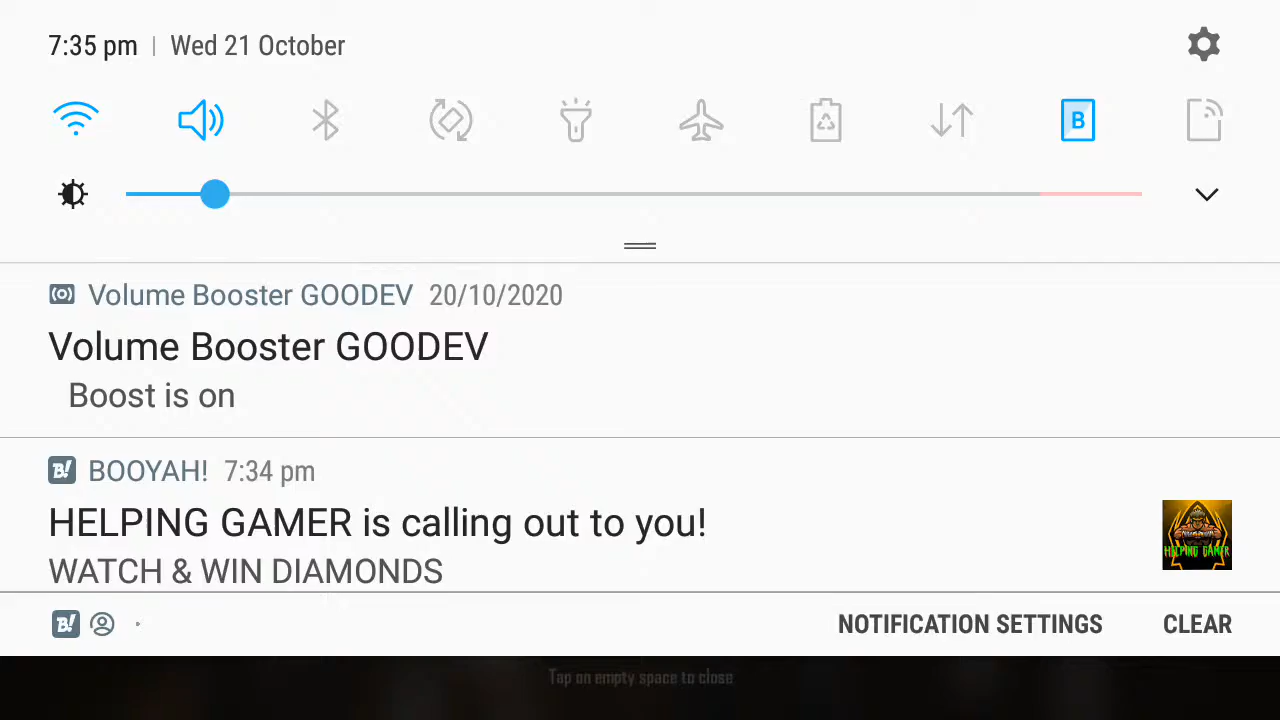 7:35 pm | Wed 21 October
B
Volume Booster GOODEV 20/10/2020
Volume Booster GOODEV
Boost is on
B! BOOYAH! 7:34 pm
HELPING GAMER is calling out to you!
HELPING GAMER
WATCH & WIN DIAMONDS
B! NOTIFICATION SETTINGS CLEAR
Tap on empty space to close